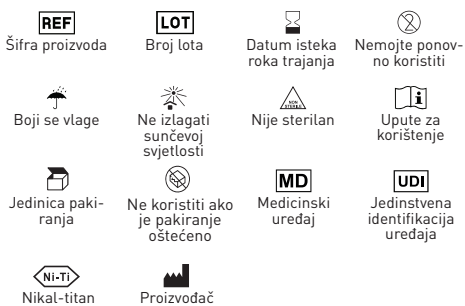 REF
Šifra proizvoda
LOT
Broj lota
Datum isteka
roka trajanja
2
Nemojte ponov-
no koristiti
Boji se vlage
Ne izlagati
sunčevoj
svjetlosti
NON
STERILE
Nije sterilan
i
Upute za
korištenje
Jedinica paki-
ranja
Ne koristiti ako
je pakiranje
oštećeno
MD
Medicinski
uređaj
UDI
Jedinstvena
identifikacija
uređaja
Ni-Ti
Nikal-titan
Proizvođač